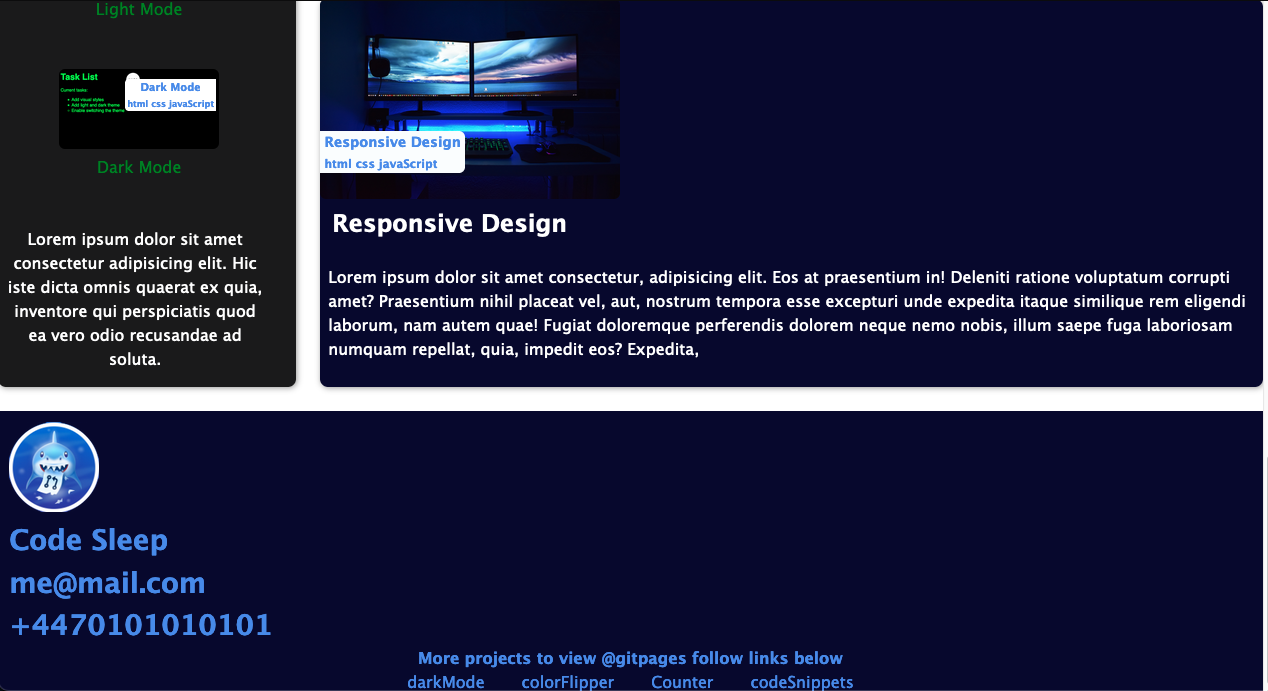 Light Mode
Task List
Current tasks:
Add visual styles
Add light and dark theme
Enable switching the theme
Dark Mode
html css javaScript
Dark Mode
Lorem ipsum dolor sit amet
consectetur adipisicing elit. Hic
iste dicta omnis quaerat ex quia,
inventore qui perspiciatis quod
ea vero odio recusandae ad
soluta.
Responsive Design
html css javaScript
Responsive Design
Lorem ipsum dolor sit amet consectetur, adipisicing elit. Eos at praesentium in! Deleniti ratione voluptatum corrupti
amet? Praesentium nihil placeat vel, aut, nostrum tempora esse excepturi unde expedita itaque similique rem eligendi
laborum, nam autem quae! Fugiat doloremque perferendis dolorem neque nemo nobis, illum saepe fuga laboriosam
numquam repellat, quia, impedit eos? Expedita,
Code Sleep
me@mail.com
+4470101010101
More projects to view @gitpages follow links below
darkMode colorFlipper Counter codeSnippets